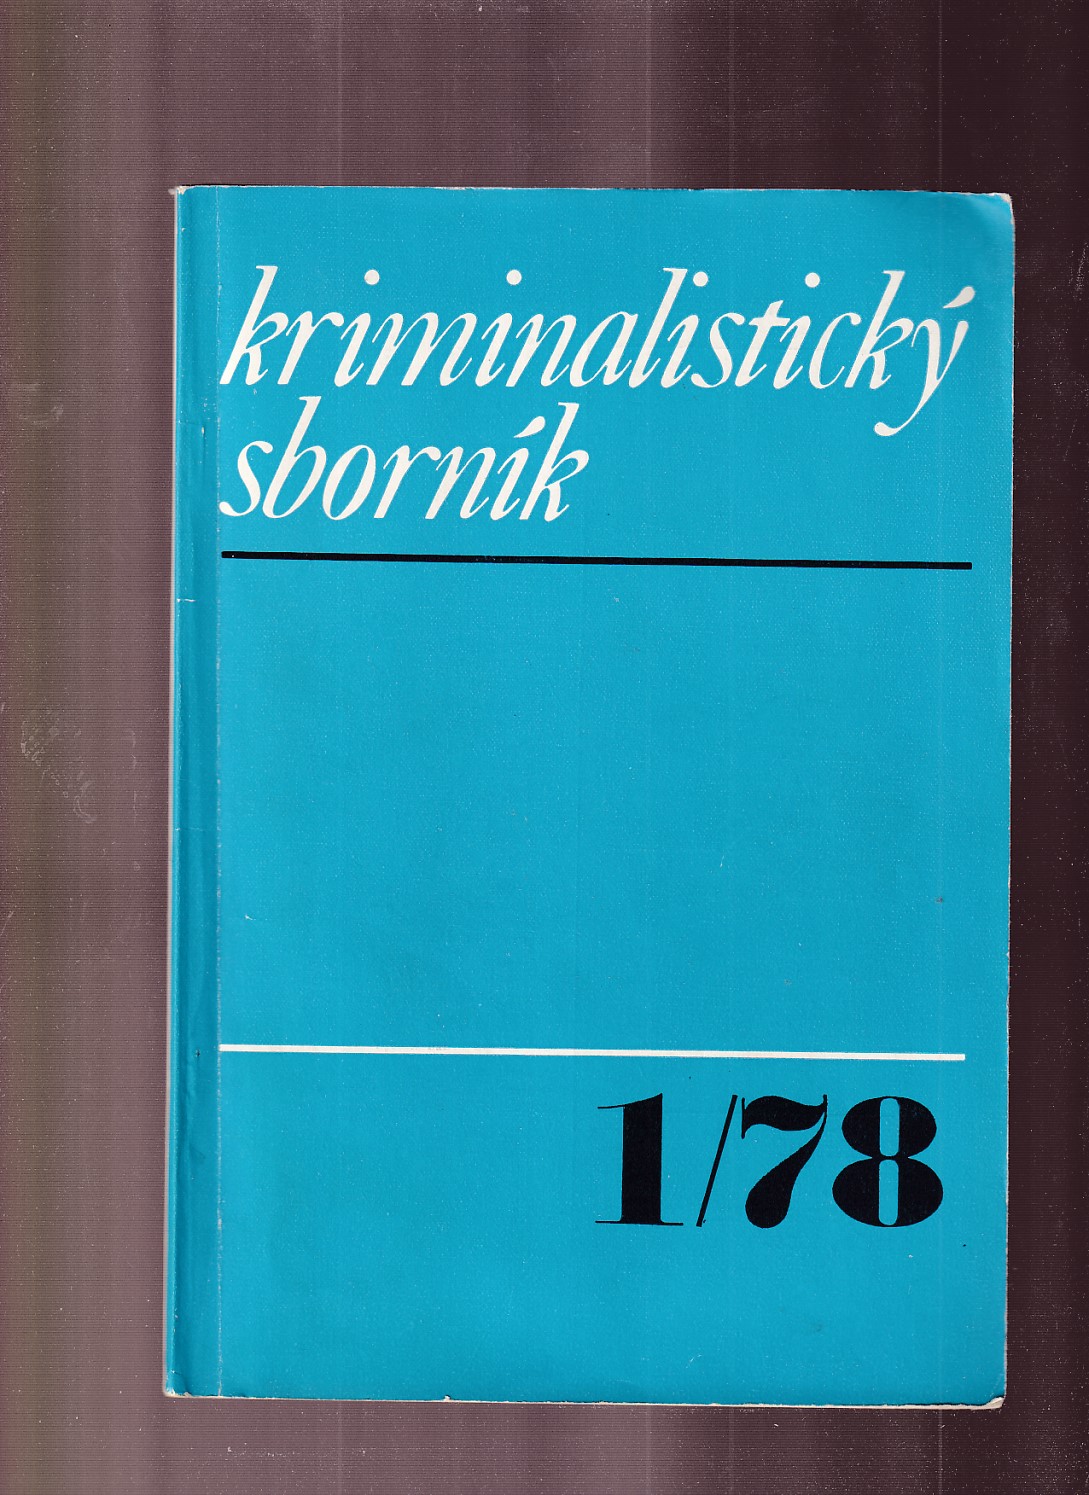 kriminalistický
sborník
1/78